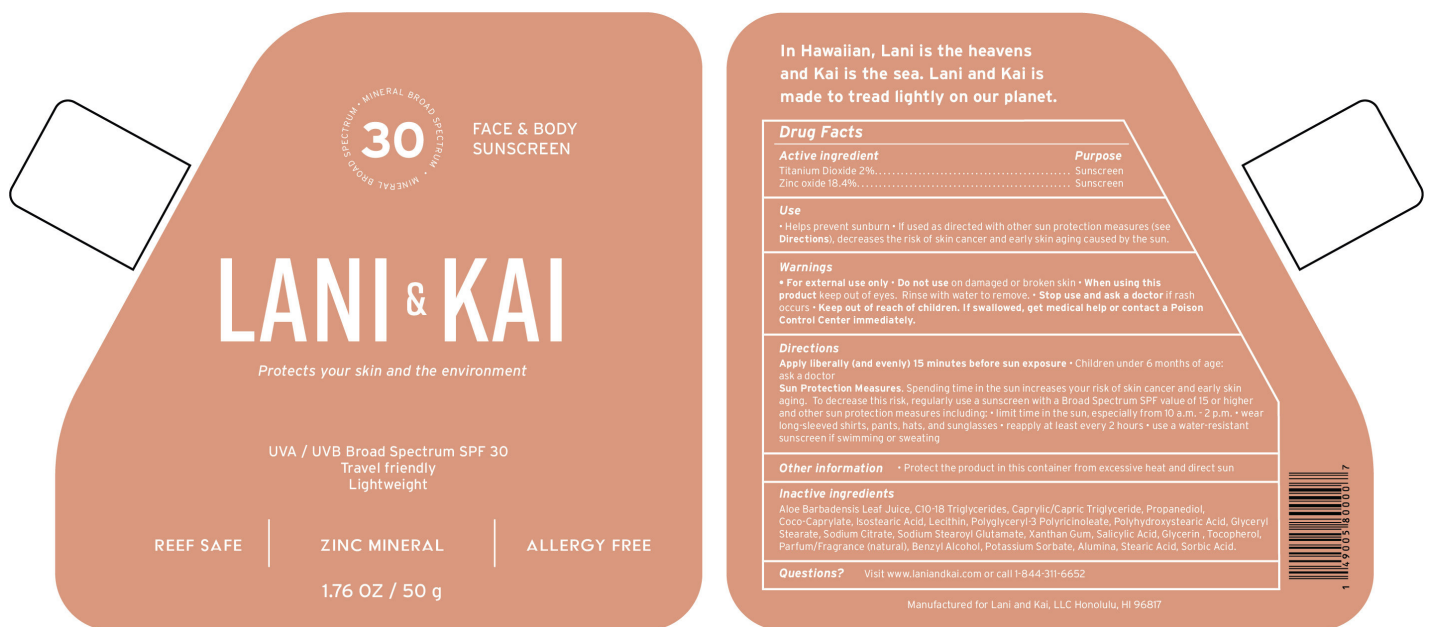 MINERAL BROAD SPECTRUM • MINERAL BROAD SPECTRUM •
30
FACE & BODY
SUNSCREEN
LANI & KAI
Protects your skin and the environment
UVA / UVB Broad Spectrum SPF 30
Travel friendly
Lightweight
REEF SAFE
ZINC MINERAL
ALLERGY FREE
1.76 OZ / 50 g
In Hawaiian, Lani is the heavens
and Kai is the sea. Lani and Kai is
made to tread lightly on our planet.
Drug Facts
Active ingredient Purpose
Titanium Dioxide 2%............................................. Sunscreen
Zinc oxide 18.4%.................................................. Sunscreen
Use
• Helps prevent sunburn • If used as directed with other sun protection measures (see
Directions), decreases the risk of skin cancer and early skin aging caused by the sun.
Warnings
• For external use only • Do not use on damaged or broken skin • When using this
product keep out of eyes. Rinse with water to remove. • Stop use and ask a doctor if rash
occurs • Keep out of reach of children. If swallowed, get medical help or contact a Poison
Control Center immediately.
Directions
Apply liberally (and evenly) 15 minutes before sun exposure • Children under 6 months of age:
ask a doctor
Sun Protection Measures. Spending time in the sun increases your risk of skin cancer and early skin
aging. To decrease this risk, regularly use a sunscreen with a Broad Spectrum SPF value of 15 or higher
and other sun protection measures including: • limit time in the sun, especially from 10 a.m. - 2 p.m. • wear
long-sleeved shirts, pants, hats, and sunglasses • reapply at least every 2 hours • use a water-resistant
sunscreen if swimming or sweating
Other information • Protect the product in this container from excessive heat and direct sun
Inactive ingredients
Aloe Barbadensis Leaf Juice, C10-18 Triglycerides, Caprylic/Capric Triglyceride, Propanediol,
Coco-Caprylate, Isostearic Acid, Lecithin, Polyglyceryl-3 Polyricinoleate, Polyhydroxystearic Acid, Glyceryl
Stearate, Sodium Citrate, Sodium Stearoyl Glutamate, Xanthan Gum, Salicylic Acid, Glycerin , Tocopherol,
Parfum/Fragrance (natural), Benzyl Alcohol, Potassium Sorbate, Alumina, Stearic Acid, Sorbic Acid.
Questions? Visit www.laniandkai.com or call 1-844-311-6652
Manufactured for Lani and Kai, LLC Honolulu, HI 96817
1 49005 80000 7